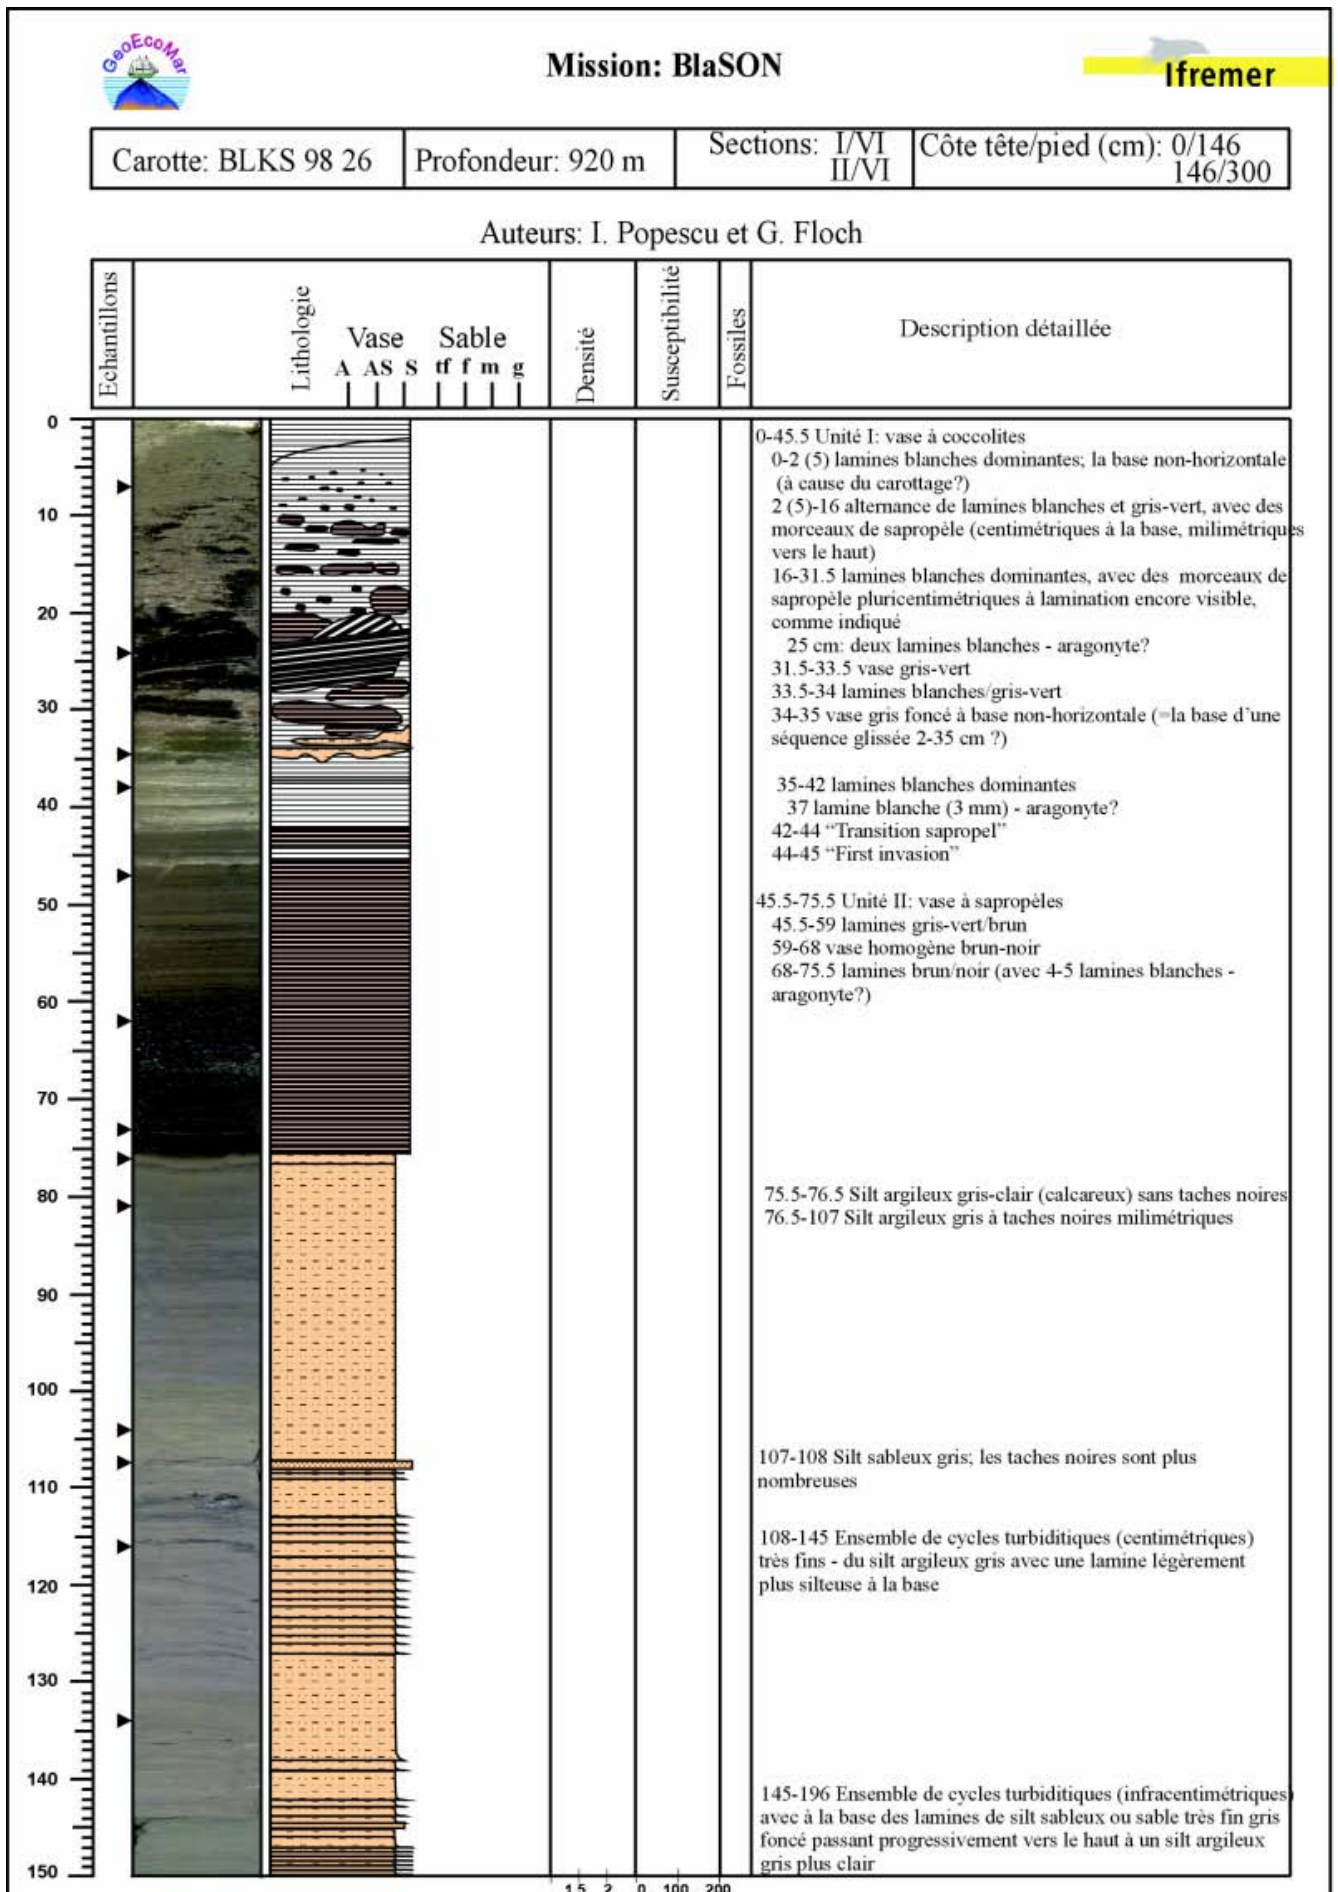 GeoEcoMar
Mission: BlaSON
Ifremer
Carotte: BLKS 98 26
Profondeur: 920 m
Sections: I/VI
II/VI
Côte tête/pied (cm): 0/146
146/300
Auteurs: I. Popescu et G. Floch
Echantillons
Lithologie
Vase
Sable
A AS S tf f m g
Densité
Susceptibilité
Fossiles
Description détaillée
0
10
20
30
40
50
60
70
80
90
100
110
120
130
140
150
0-45.5 Unité I: vase à coccolites
0-2 (5) lamines blanches dominantes; la base non-horizontale
(à cause du carottage?)
2 (5)-16 alternance de lamines blanches et gris-vert, avec des
morceaux de sapropèle (centimétriques à la base, milimétriques
vers le haut)
16-31.5 lamines blanches dominantes, avec des morceaux de
sapropèle pluricentimétriques à lamination encore visible,
comme indiqué
25 cm: deux lamines blanches - aragonyte?
31.5-33.5 vase gris-vert
33.5-34 lamines blanches/gris-vert
34-35 vase gris foncé à base non-horizontale (=la base d'une
séquence glissée 2-35 cm ?)
35-42 lamines blanches dominantes
37 lamine blanche (3 mm) - aragonyte?
42-44 “Transition sapropel”
44-45 “First invasion”
45.5-75.5 Unité II: vase à sapropèles
45.5-59 lamines gris-vert/brun
59-68 vase homogène brun-noir
68-75.5 lamines brun/noir (avec 4-5 lamines blanches -
aragonyte?)
75.5-76.5 Silt argileux gris-clair (calcareux) sans taches noires
76.5-107 Silt argileux gris à taches noires milimétriques
107-108 Silt sableux gris; les taches noires sont plus
nombreuses
108-145 Ensemble de cycles turbiditiques (centimétriques)
très fins - du silt argileux gris avec une lamine légèrement
plus silteuse à la base
145-196 Ensemble de cycles turbiditiques (infracentimétriques)
avec à la base des lamines de silt sableux ou sable très fin gris
foncé passant progressivement vers le haut à un silt argileux
gris plus clair
1.5 2 0 100 200